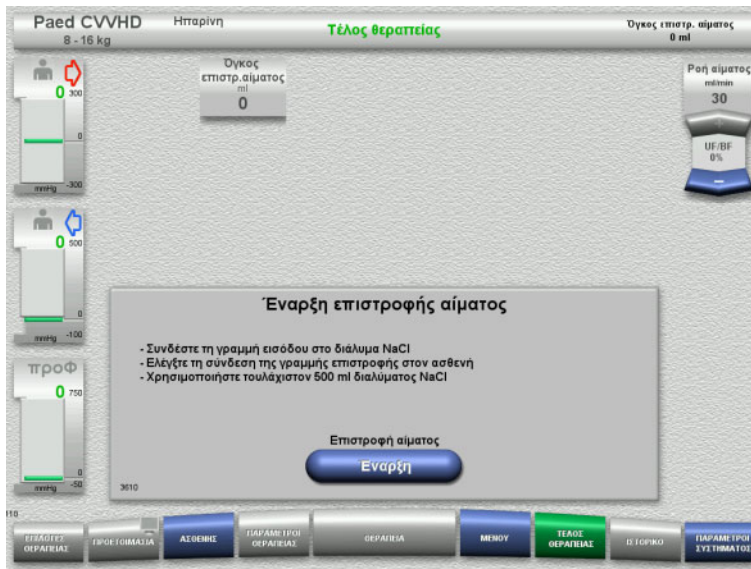 Paed CVVHD
8 - 16 kg
Ηπαρίνη
Τέλος θεραπείας
Όγκος επιστρ. αίματος
0 ml
0
300
0
-300
mmHg
Όγκος
επιστρ.αίματος
ml
0
Ροή αίματος
ml/min
30
+
UF/BF
0%
−
0
500
0
-100
mmHg
προΦ
0
750
0
-50
mmHg
Έναρξη επιστροφής αίματος
- Συνδέστε τη γραμμή εισόδου στο διάλυμα NaCl
- Ελέγξτε τη σύνδεση της γραμμής επιστροφής στον ασθενή
- Χρησιμοποιήστε τουλάχιστον 500 ml διαλύματος NaCl
Επιστροφή αίματος
Έναρξη
3610
ΕΠΙΛΟΓΕΣ
ΘΕΡΑΠΕΙΑΣ
ΠΡΟΕΤΟΙΜΑΣΙΑ
ΑΣΘΕΝΗΣ
ΠΑΡΑΜΕΤΡΟΙ
ΘΕΡΑΠΕΙΑΣ
ΘΕΡΑΠΕΙΑ
ΜΕΝΟΥ
ΤΕΛΟΣ
ΘΕΡΑΠΕΙΑΣ
ΙΣΤΟΡΙΚΟ
ΠΑΡΑΜΕΤΡΟΙ
ΣΥΣΤΗΜΑΤΟΣ